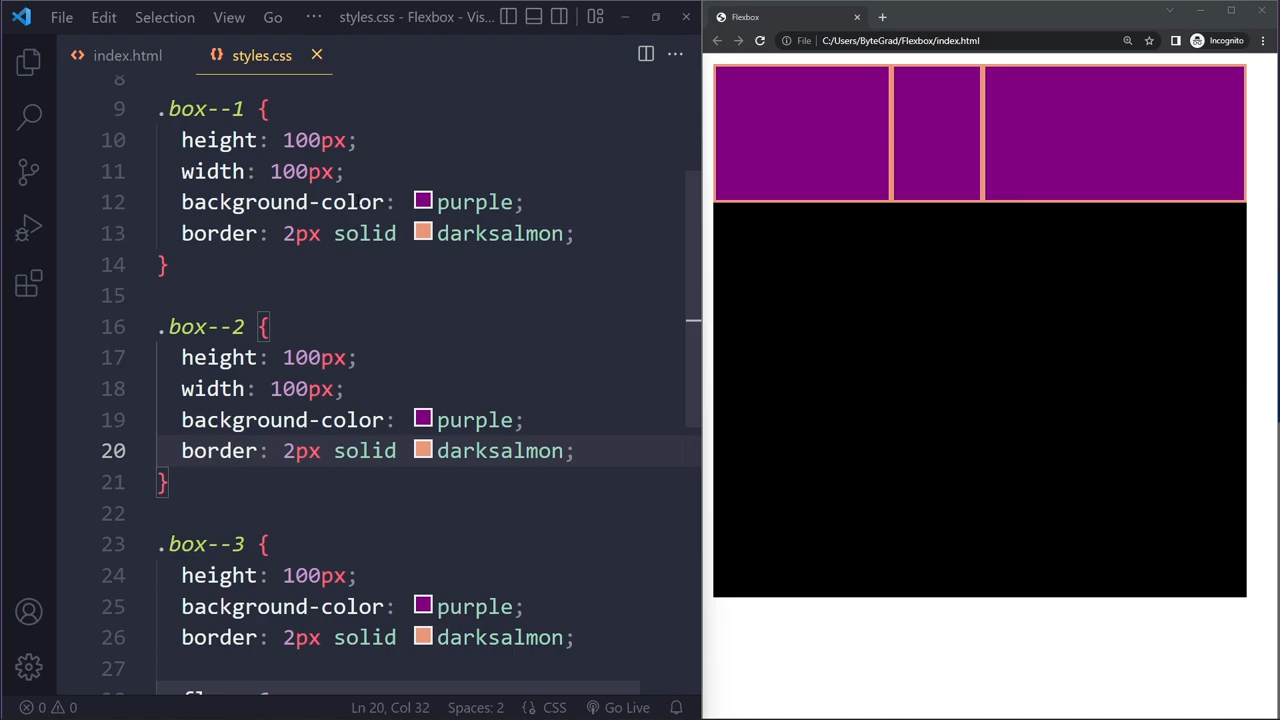 File Edit Selection View Go ··· styles.css - Flexbox - Vis...
index.html styles.css
8
9 .box--1 {
10 height: 100px;
11 width: 100px;
12 background-color: purple;
13 border: 2px solid darksalmon;
14 }
15
16 .box--2 {
17 height: 100px;
18 width: 100px;
19 background-color: purple;
20 border: 2px solid darksalmon;
21 }
22
23 .box--3 {
24 height: 100px;
25 background-color: purple;
26 border: 2px solid darksalmon;
27
0 0 Ln 20, Col 32 Spaces: 2 {} CSS Go Live
Flexbox
File C:/Users/ByteGrad/Flexbox/index.html Incognito